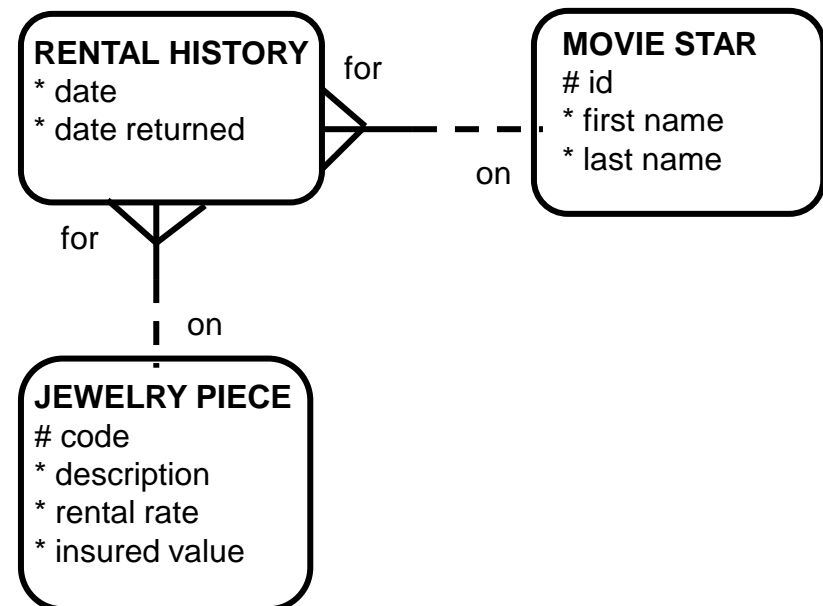 RENTAL HISTORY
* date
* date returned
for
MOVIE STAR
# id
* first name
* last name
on
for
on
JEWELRY PIECE
# code
* description
* rental rate
* insured value